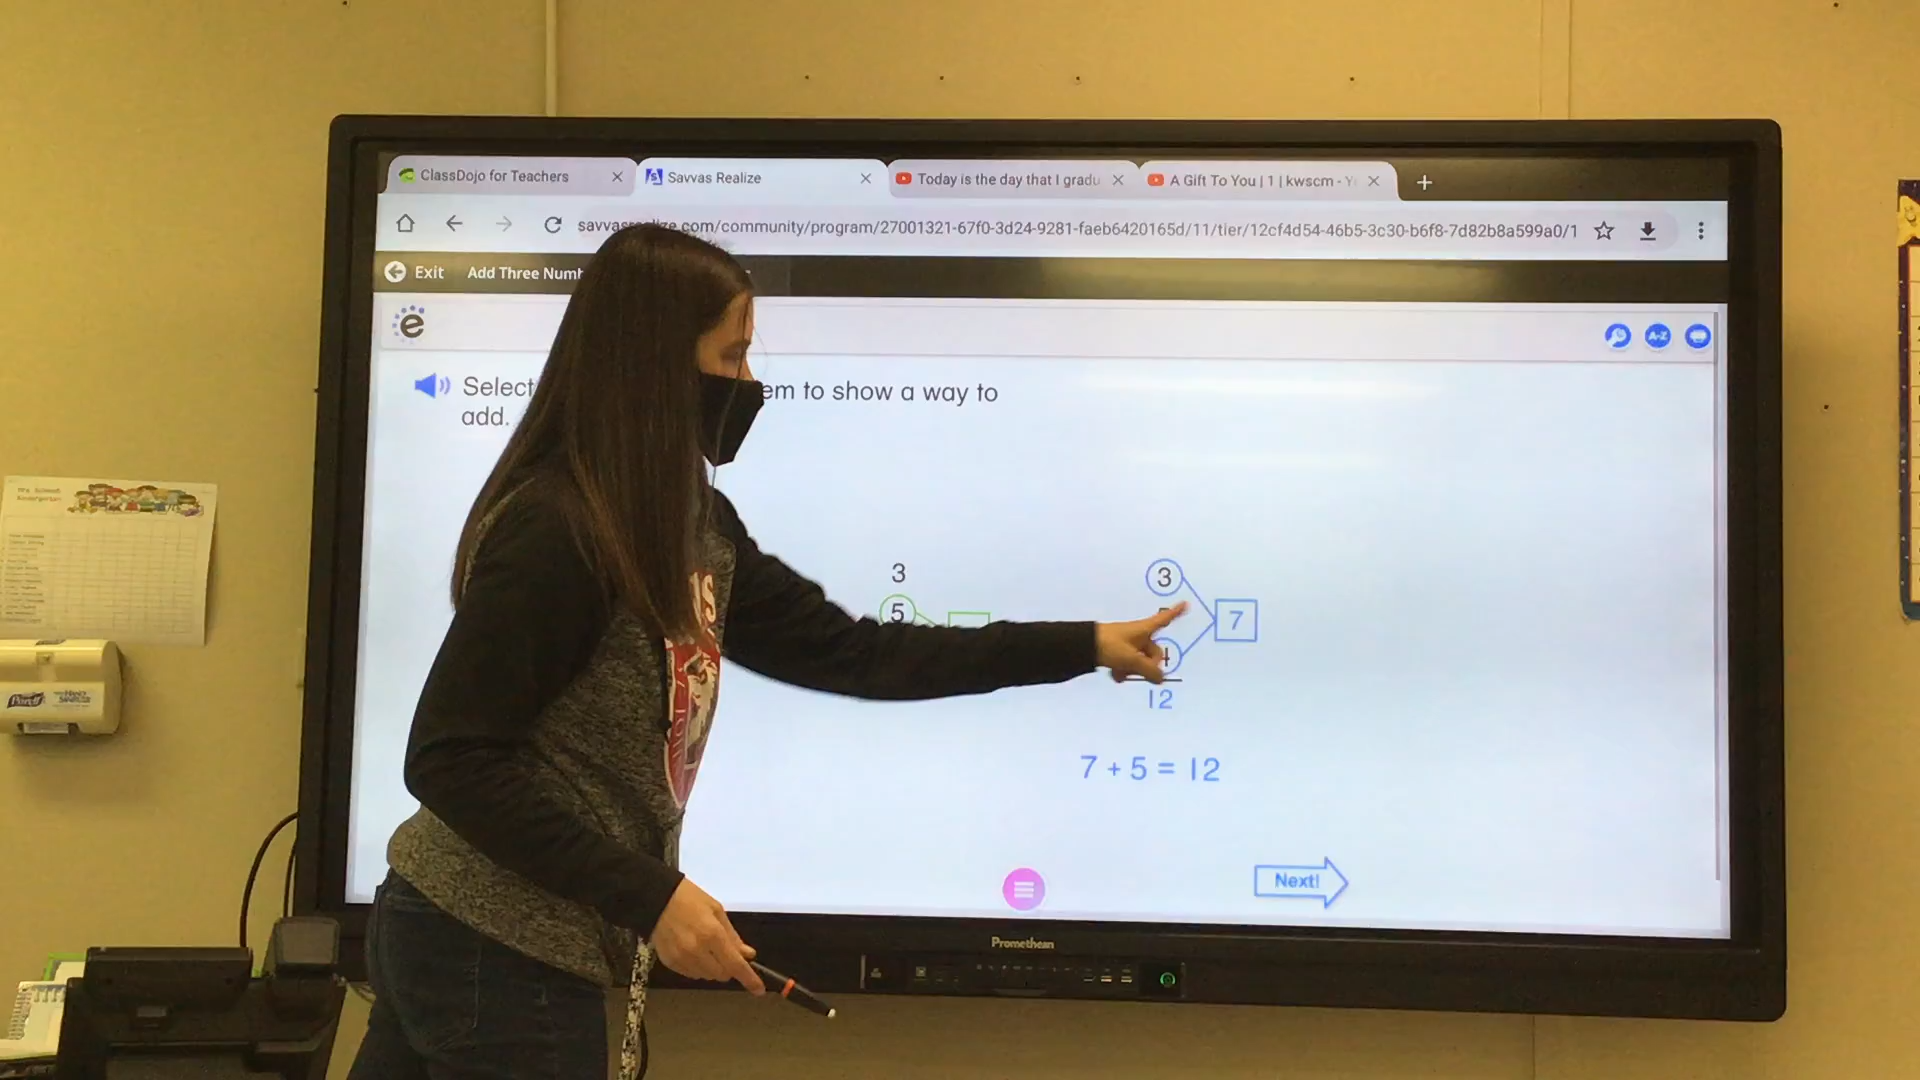 ClassDojo for Teachers
Savvas Realize
Today is the day that I gradu
A Gift To You | 1 | kwscm - Y
.com/community/program/27001321-67f0-3d24-9281-faeb6420165d/11/tier/12cf4d54-46b5-3c30-b6f8-7d82b8a599a0/1
Exit Add Three Numb
e
A-Z
Select em to show a way to
add.
3
5
3
7
4
12
7 + 5 = 12
Next!
Promethean
Purell